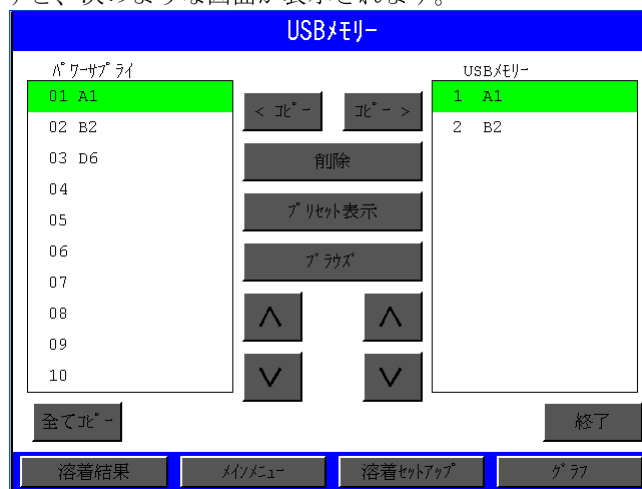 USBメモリー
パワーサプライ
USBメモリー
01 A1
02 B2
03 D6
04
05
06
07
08
09
10
< コピー
コピー >
削除
プリセット表示
ブラウズ
∧
∧
∨
∨
1 A1
2 B2
全てコピー
終了
溶着結果
メインメニュー
溶着セットアップ
グラフ